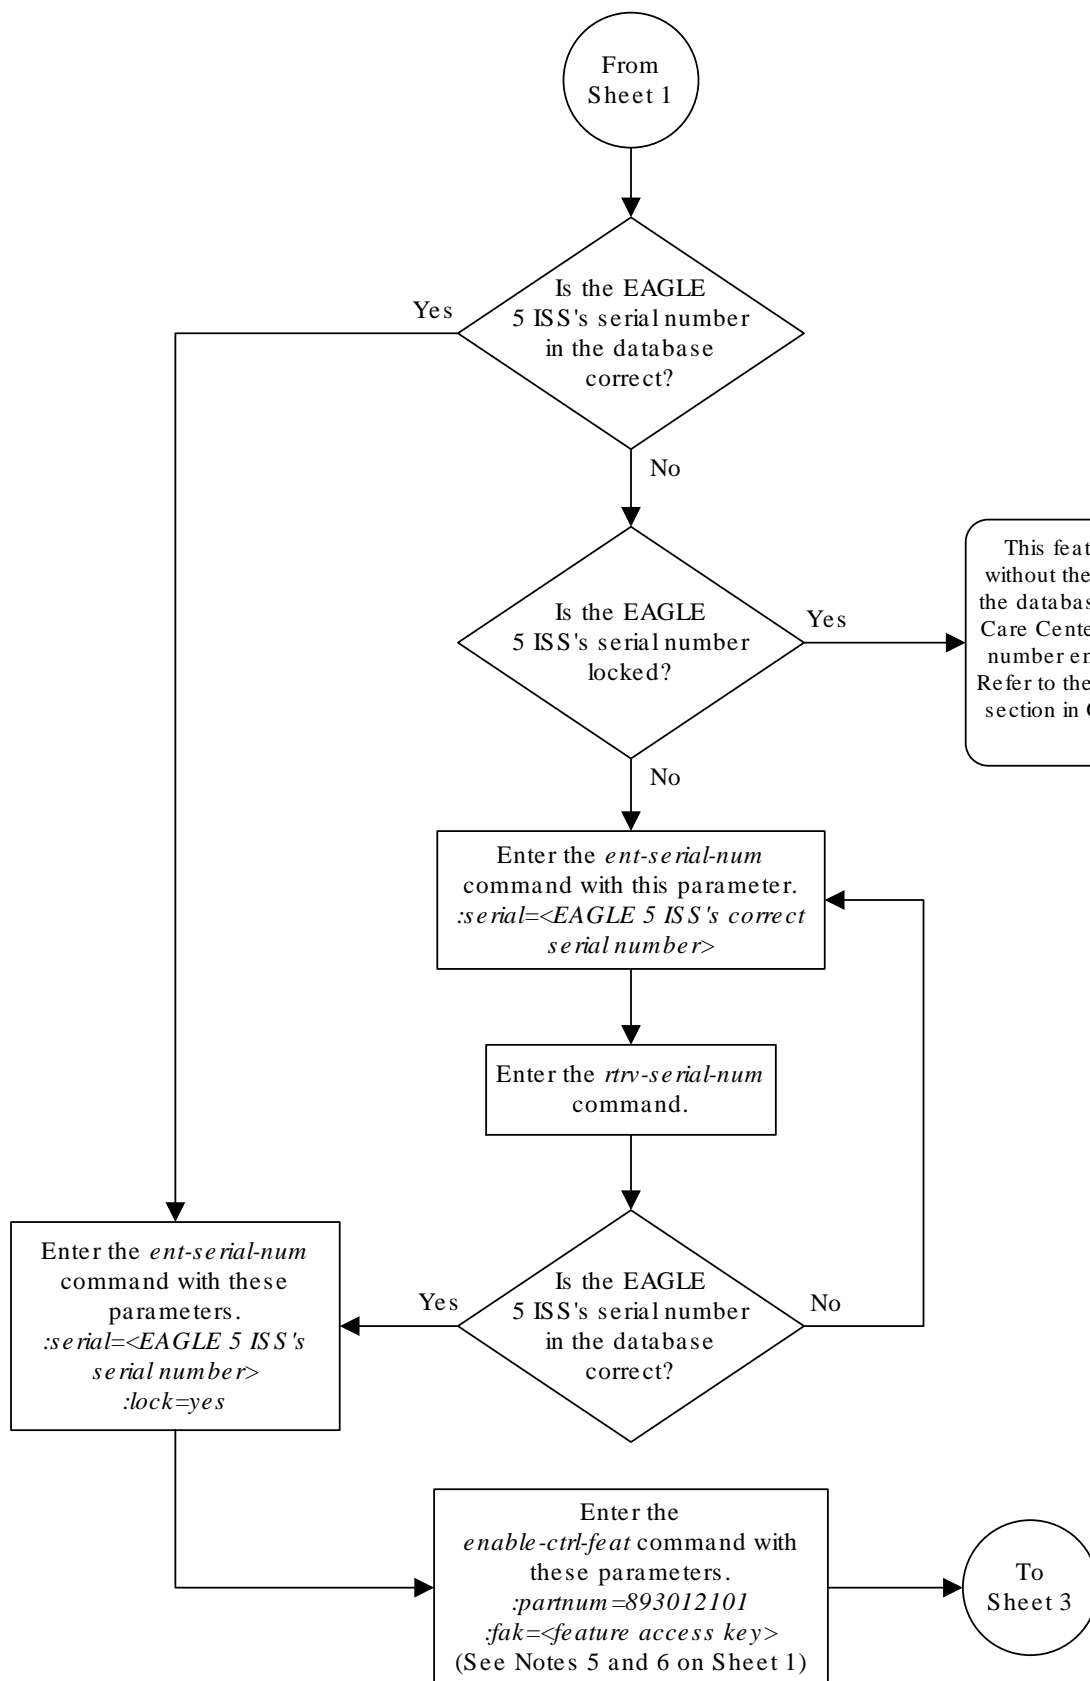 From
Sheet 1
Is the EAGLE
5 ISS's serial number
in the database
correct?
Yes
No
Is the EAGLE
5 ISS's serial number
locked?
Yes
This
without the
the
Care
number
Refer to the
section in
No
Enter the ent-serial-num
command with this parameter.
:serial=<EAGLE 5 ISS's correct
serial number>
Enter the rtrv-serial-num
command.
Is the EAGLE
5 ISS's serial number
in the database
correct?
Yes
No
Enter the ent-serial-num
command with these
parameters.
:serial=<EAGLE 5 ISS's
serial number>
:lock=yes
Enter the
enable-ctrl-feat command with
these parameters.
:partnum=893012101
:fak=<feature access key>
(See Notes 5 and 6 on Sheet 1)
To
Sheet 3